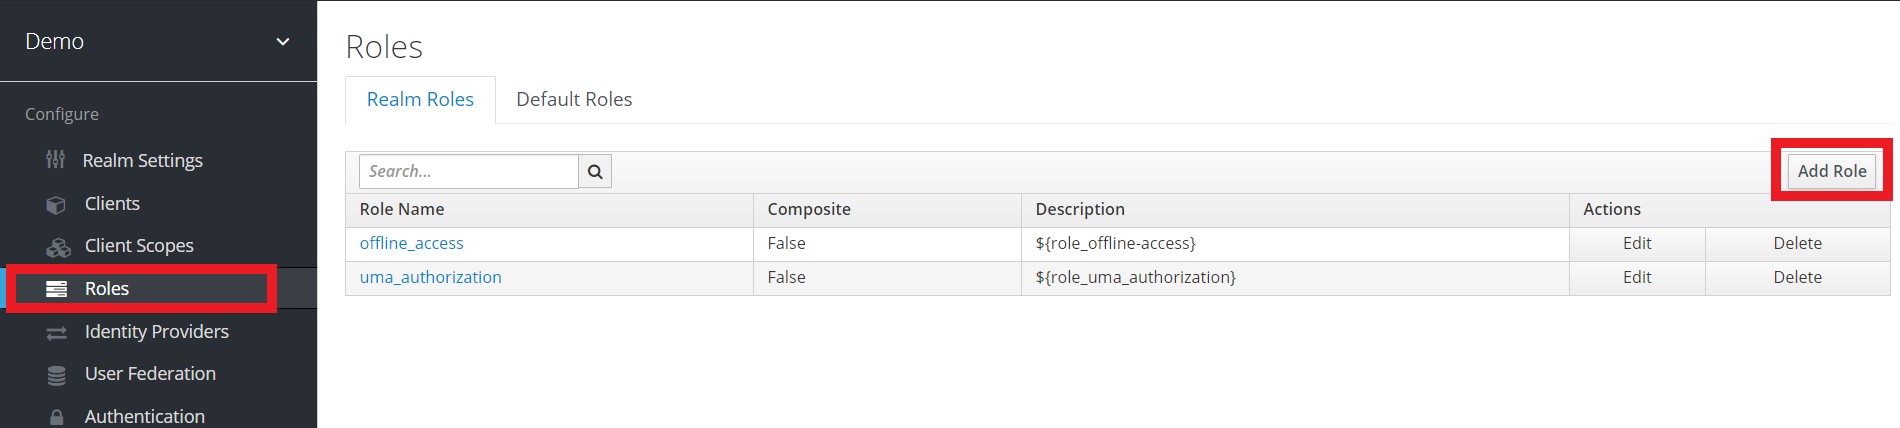 Demo
Configure
Realm Settings
Clients
Client Scopes
Roles
Identity Providers
User Federation
Authentication
Roles
Realm Roles Default Roles
Search... Add Role
Role Name Composite Description Actions
offline_access False ${role_offline-access} Edit Delete
uma_authorization False ${role_uma_authorization} Edit Delete